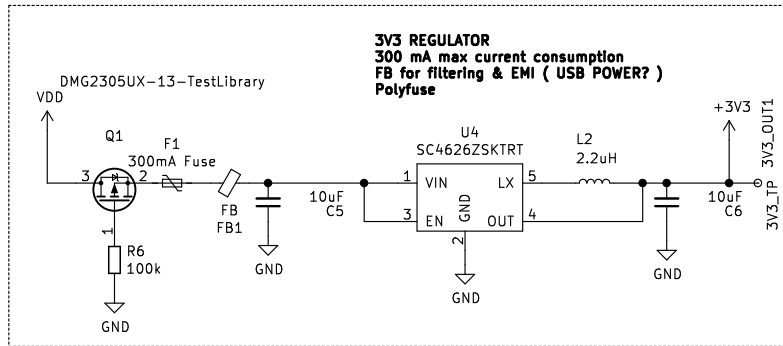 3V3 REGULATOR
300 mA max current consumption
FB for filtering & EMI ( USB POWER? )
Polyfuse
DMG2305UX-13-TestLibrary
VDD
Q1
3
2
1
F1
300mA Fuse
FB
FB1
R6
100k
GND
10uF
C5
GND
U4
SC4626ZSKTRT
1
VIN
3
EN
GND
2
LX
5
OUT
4
GND
L2
2.2uH
+3V3
10uF
C6
GND
3V3_OUT1
3V3_TP